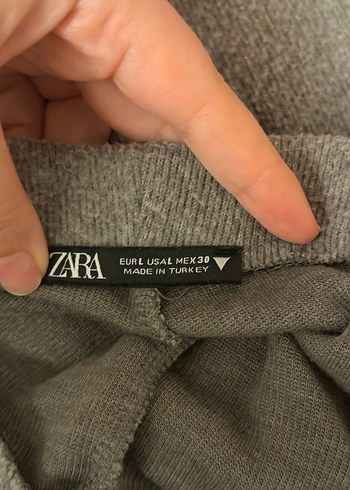 ZARA
EUR L USA L MEX 30
MADE IN TURKEY